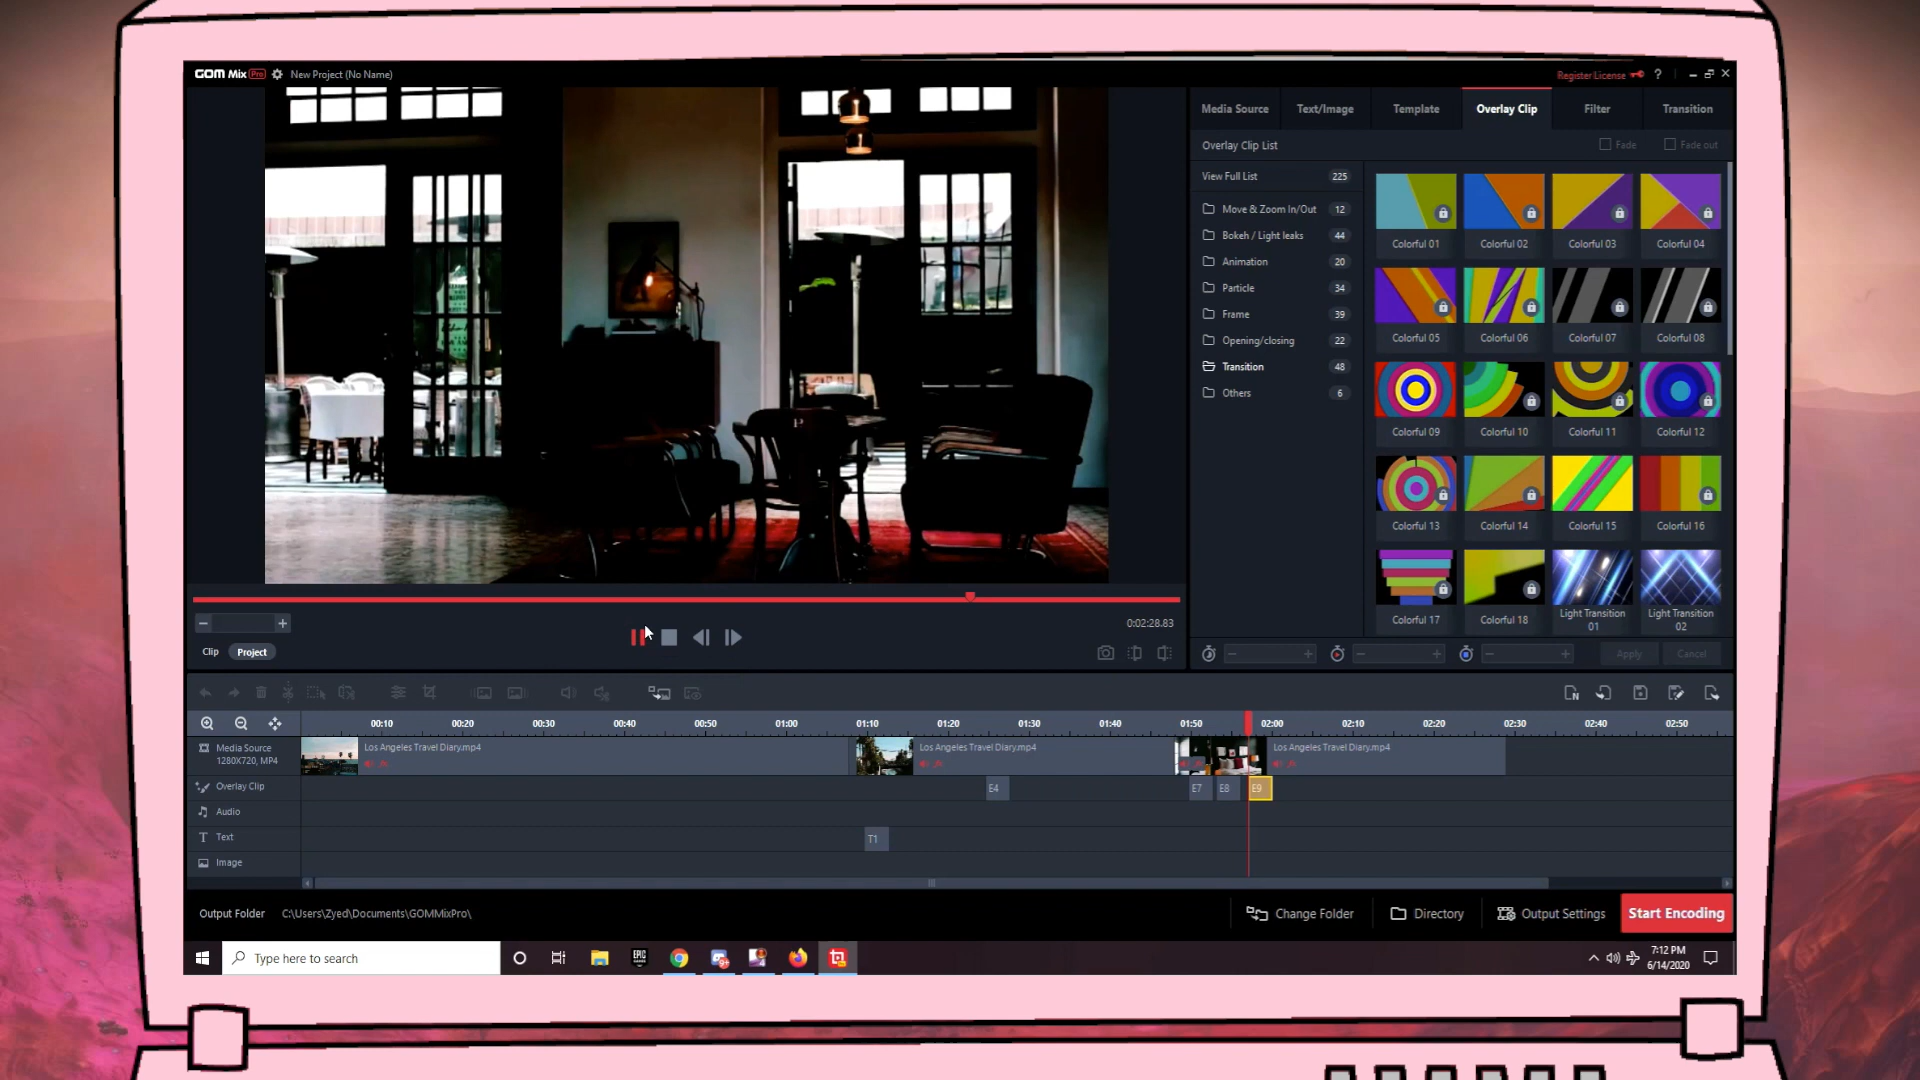 GOM Mix Pro New Project (No Name)
Register License ?
Media Source Text/Image Template Overlay Clip Filter Transition
Overlay Clip List Fade Fade out
View Full List 225
Move & Zoom In/Out 12
Bokeh / Light leaks 44
Animation 20
Particle 34
Frame 39
Opening/closing 22
Transition 48
Others 6
Colorful 01 Colorful 02 Colorful 03 Colorful 04
Colorful 05 Colorful 06 Colorful 07 Colorful 08
Colorful 09 Colorful 10 Colorful 11 Colorful 12
Colorful 13 Colorful 14 Colorful 15 Colorful 16
Colorful 17 Colorful 18 Light Transition 01 Light Transition 02
0:02:28.83
Clip Project
Apply Cancel
00:10 00:20 00:30 00:40 00:50 01:00 01:10 01:20 01:30 01:40 01:50 02:00 02:10 02:20 02:30 02:40 02:50
Media Source
1280X720, MP4
Los Angeles Travel Diary.mp4 Los Angeles Travel Diary.mp4 Los Angeles Travel Diary.mp4
Overlay Clip E4 E7 E8 E9
Audio
Text T1
Image
Output Folder C:\Users\Zyed\Documents\GOMMixPro\
Change Folder Directory Output Settings Start Encoding
Type here to search
EPIC
9+
7:12 PM
6/14/2020